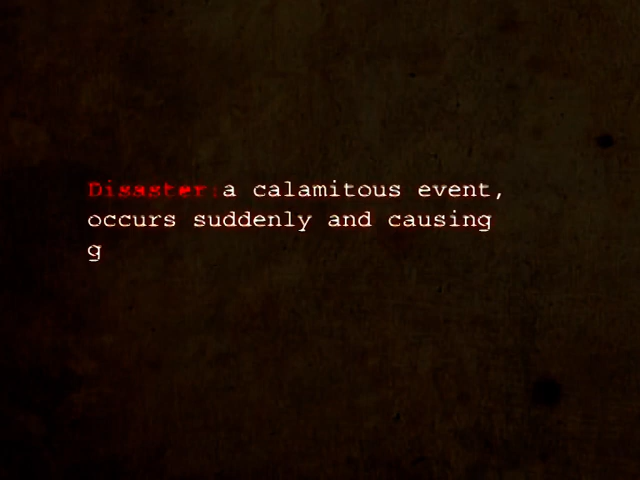 Disaster:a calamitous event,
occurs suddenly and causing
g